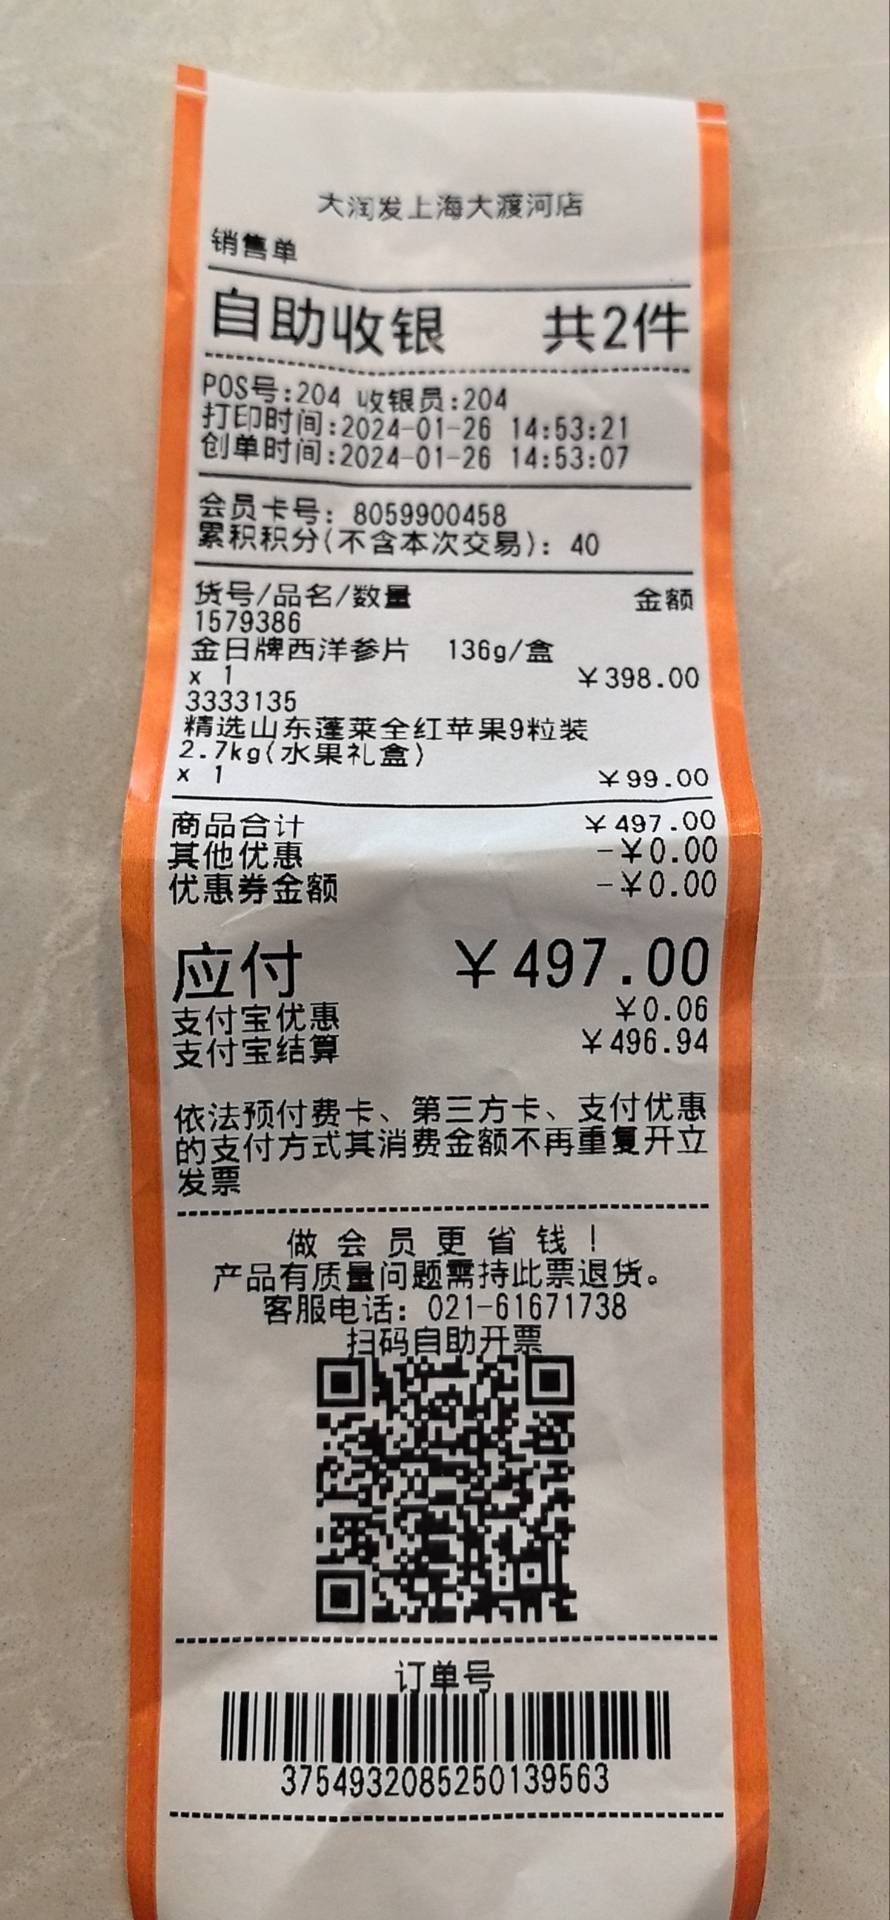 大润发上海大渡河店
销售单
自助收银 共2件
POS号:204 收银员:204
打印时间:2024-01-26 14:53:21
创单时间:2024-01-26 14:53:07
会员卡号: 8059900458
累积积分(不含本次交易): 40
货号/品名/数量 金额
1579386
金日牌西洋参片 136g/盒
x 1 ¥398.00
3333135
精选山东蓬莱全红苹果9粒装
2.7kg(水果礼盒)
x 1 ¥99.00
商品合计 ¥497.00
其他优惠 -¥0.00
优惠券金额 -¥0.00
应付 ¥497.00
支付宝优惠 ¥0.06
支付宝结算 ¥496.94
依法预付费卡、第三方卡、支付优惠
的支付方式其消费金额不再重复开立
发票
做会员更省钱!
产品有质量问题需持此票退货。
客服电话: 021-61671738
扫码自助开票
订单号
3754932085250139563